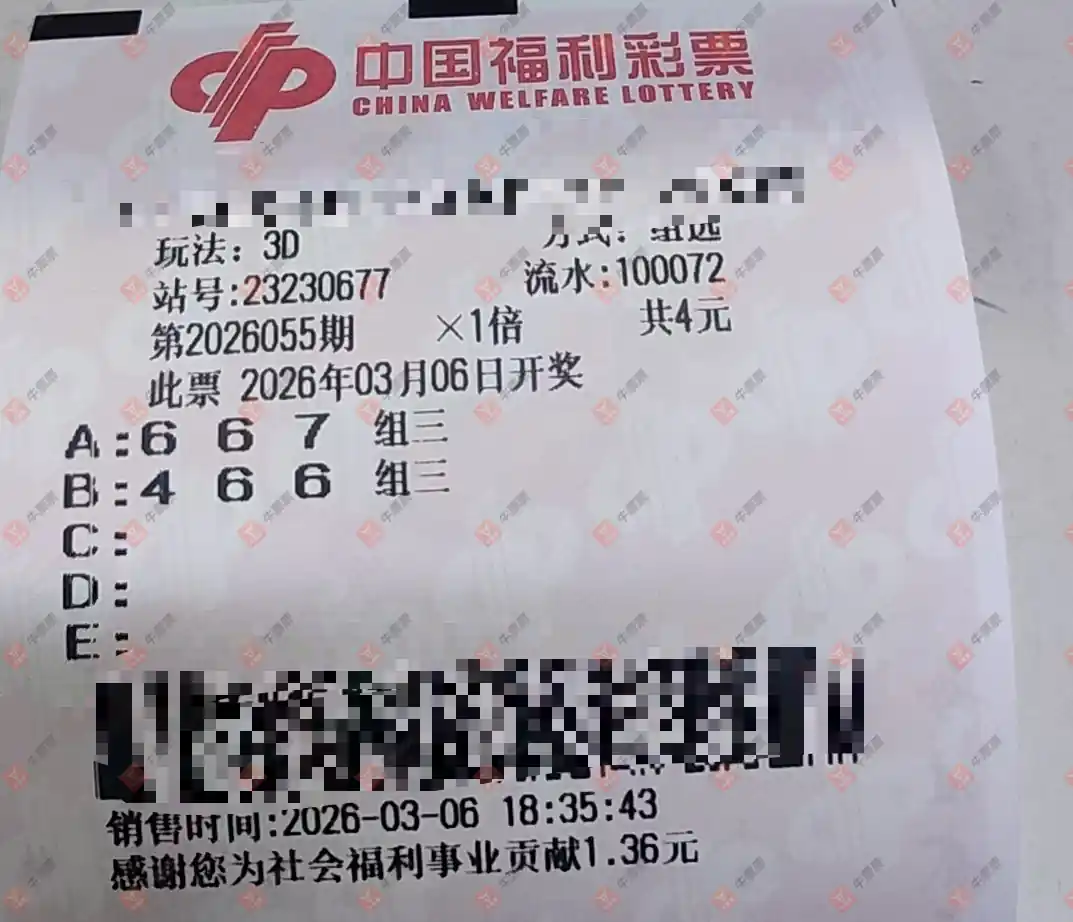 中国福利彩票
CHINA WELFARE LOTTERY
玩法：3D 方式：组选
站号:23230677 流水:100072
第2026055期 ×1倍 共4元
此票 2026年03月06日开奖
A:6 6 7 组三
B:4 6 6 组三
C:
D:
E:
销售时间:2026-03-06 18:35:43
感谢您为社会福利事业贡献1.36元